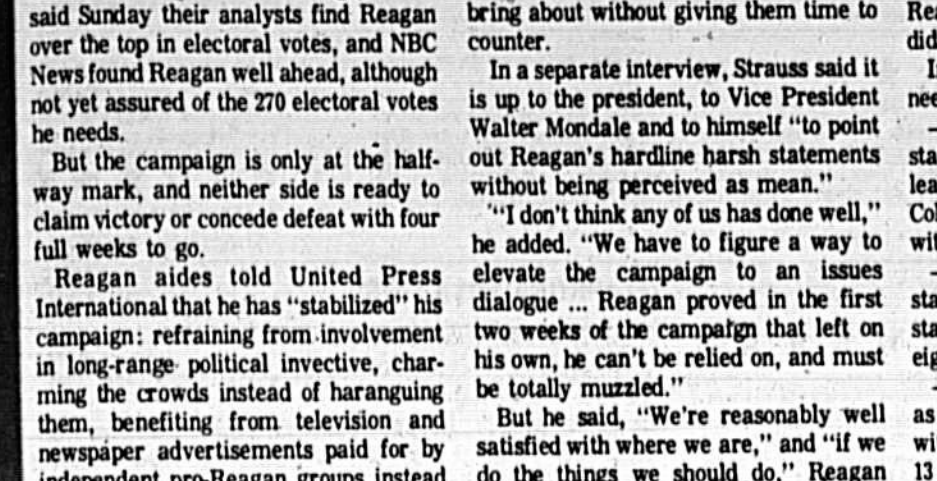 said Sunday their analysts find Reagan
over the top in electoral votes, and NBC
News found Reagan well ahead, although
not yet assured of the 270 electoral votes
he needs.
But the campaign is only at the half-
way mark, and neither side is ready to
claim victory or concede defeat with four
full weeks to go.
Reagan aides told United Press
International that he has "stabilized" his
campaign: refraining from involvement
in long-range political invective, char-
ming the crowds instead of haranguing
them, benefiting from television and
newspaper advertisements paid for by
independent pro-Reagan groups instead
bring about without giving them time to
counter.
In a separate interview, Strauss said it
is up to the president, to Vice President
Walter Mondale and to himself "to point
out Reagan's hardline harsh statements
without being perceived as mean."
"I don't think any of us has done well,"
he added. "We have to figure a way to
elevate the campaign to an issues
dialogue ... Reagan proved in the first
two weeks of the campaign that left on
his own, he can't be relied on, and must
be totally muzzled."
But he said, "We're reasonably well
satisfied with where we are," and "if we
do the things we should do," Reagan
did
as
13